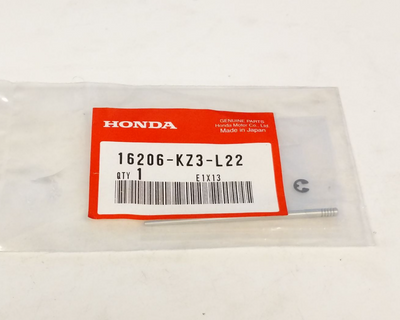 HONDA
GENUINE PARTS
Honda Motor Co., Ltd.
Made in Japan
16206-KZ3-L22
QTY 1 E1X13